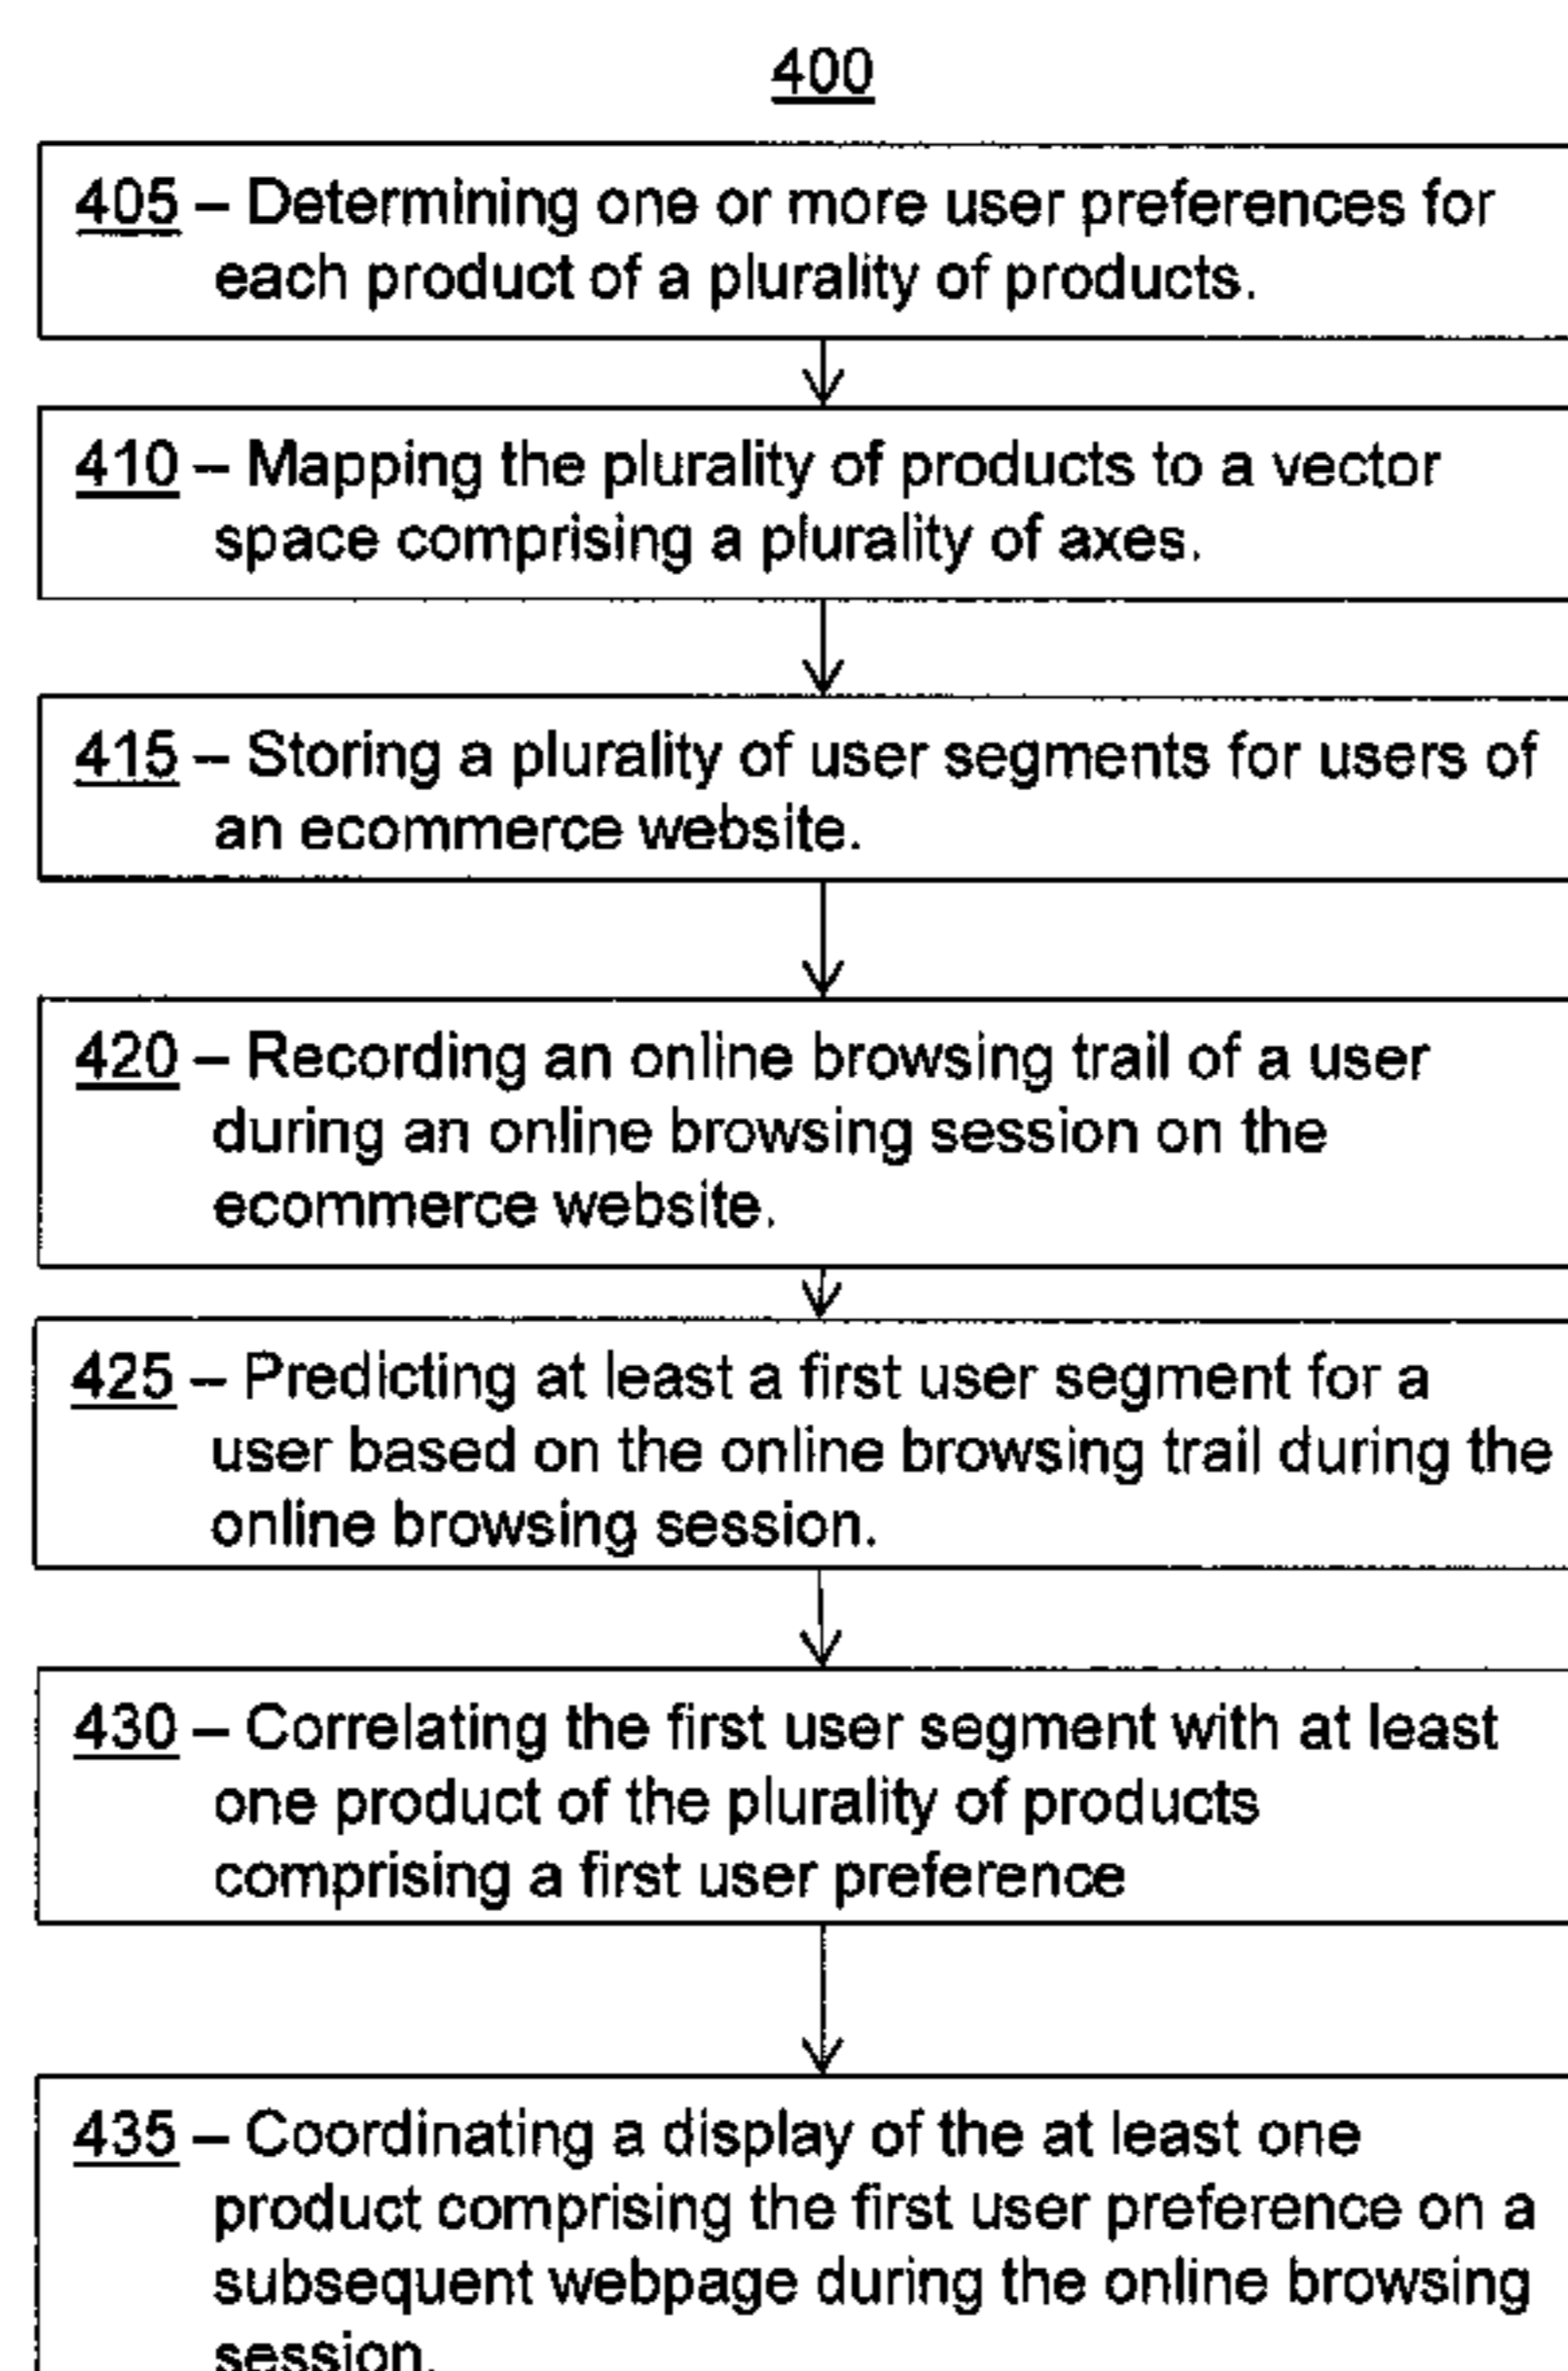 400
405 – Determining one or more user preferences for
each product of a plurality of products.
410 – Mapping the plurality of products to a vector
space comprising a plurality of axes.
415 – Storing a plurality of user segments for users of
an ecommerce website.
420 – Recording an online browsing trail of a user
during an online browsing session on the
ecommerce website.
425 – Predicting at least a first user segment for a
user based on the online browsing trail during the
online browsing session.
430 – Correlating the first user segment with at least
one product of the plurality of products
comprising a first user preference
435 – Coordinating a display of the at least one
product comprising the first user preference on a
subsequent webpage during the online browsing
session.